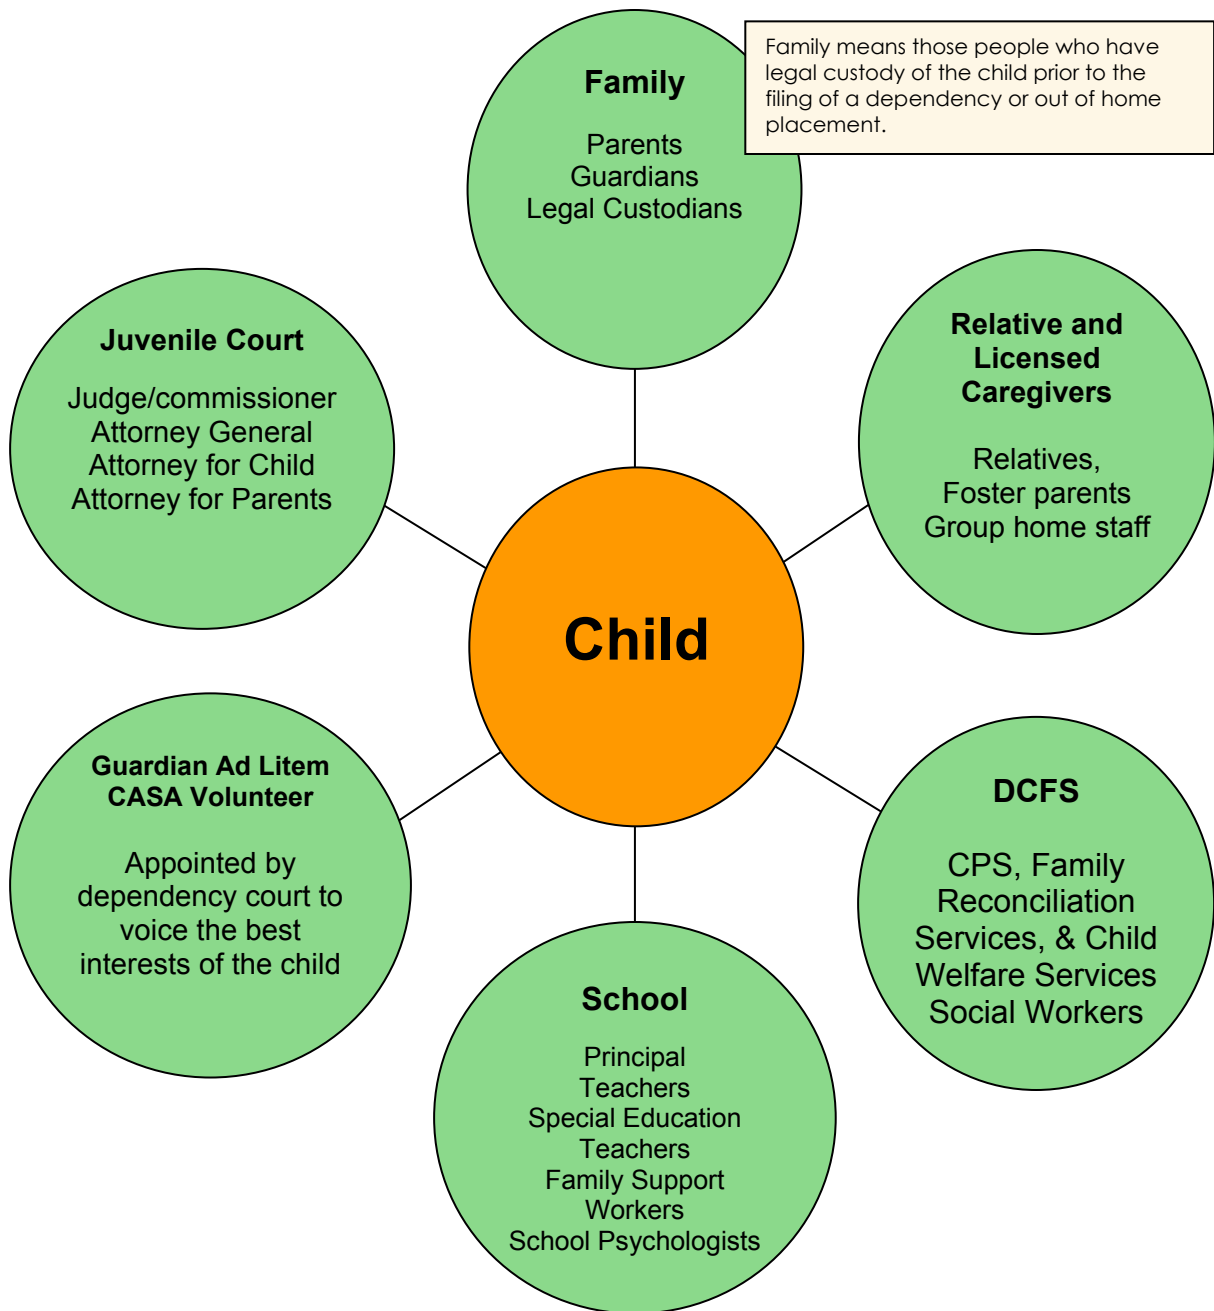 Family
Parents
Guardians
Legal Custodians
Family means those people who have
legal custody of the child prior to the
filing of a dependency or out of home
placement.
Juvenile Court
Judge/commissioner
Attorney General
Attorney for Child
Attorney for Parents
Relative and
Licensed
Caregivers
Relatives,
Foster parents
Group home staff
Child
Guardian Ad Litem
CASA Volunteer
Appointed by
dependency court to
voice the best
interests of the child
DCFS
CPS, Family
Reconciliation
Services, & Child
Welfare Services
Social Workers
School
Principal
Teachers
Special Education
Teachers
Family Support
Workers
School Psychologists